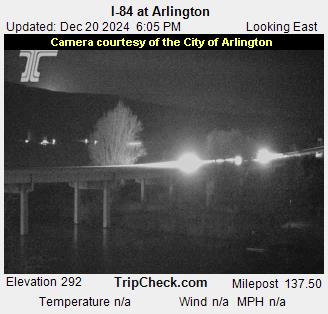 I-84 at Arlington
Updated: Dec 20 2024 6:05 PM Looking East
Camera courtesy of the City of Arlington
Elevation 292 TripCheck.com Milepost 137.50
Temperature n/a Wind n/a MPH n/a